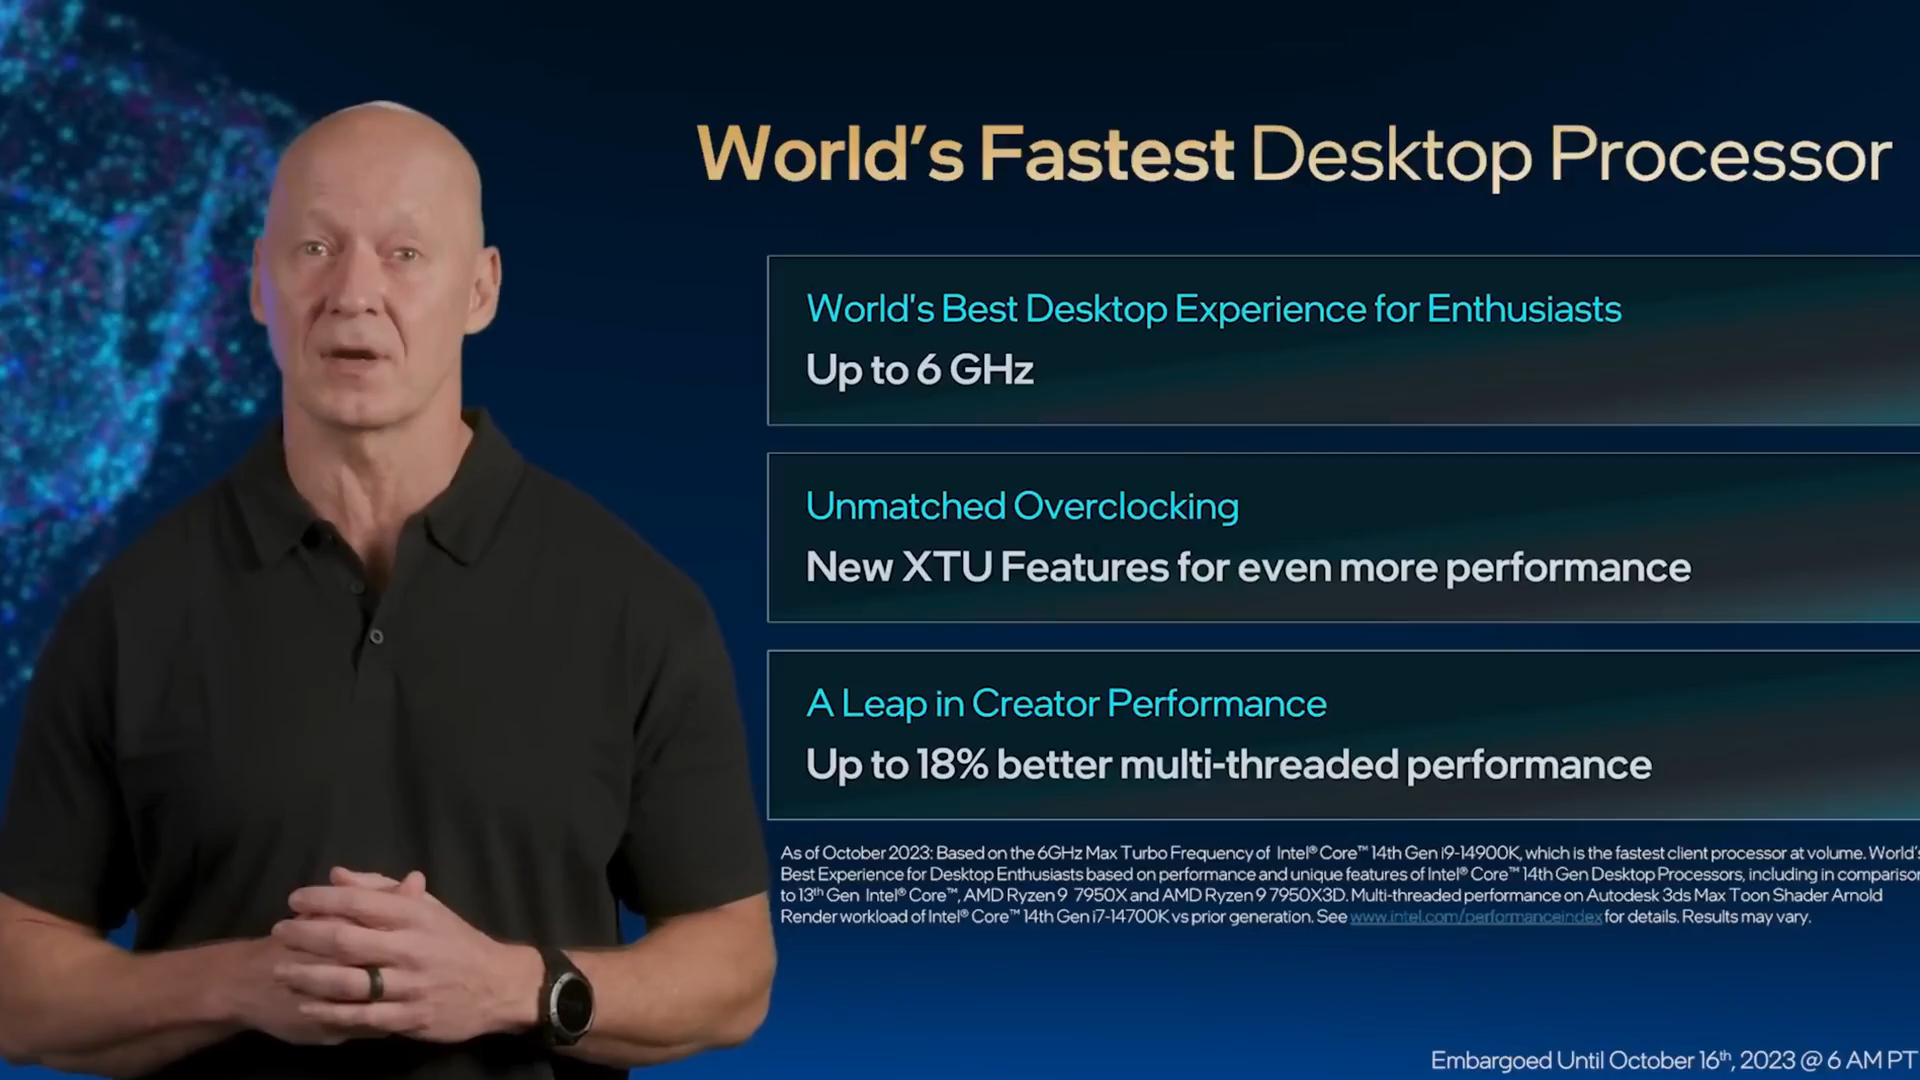 World’s Fastest Desktop Processor
World's Best Desktop Experience for Enthusiasts
Up to 6 GHz
Unmatched Overclocking
New XTU Features for even more performance
A Leap in Creator Performance
Up to 18% better multi-threaded performance
As of October 2023: Based on the 6GHz Max Turbo Frequency of Intel® Core™ 14th Gen i9-14900K, which is the fastest client processor at volume. World's
Best Experience for Desktop Enthusiasts based on performance and unique features of Intel® Core™ 14th Gen Desktop Processors, including in comparison
to 13th Gen Intel® Core™, AMD Ryzen 9 7950X and AMD Ryzen 9 7950X3D. Multi-threaded performance on Autodesk 3ds Max Toon Shader Arnold
Render workload of Intel® Core™ 14th Gen i7-14700K vs prior generation. See www.intel.com/performanceindex for details. Results may vary.
Embargoed Until October 16th, 2023 @ 6 AM PT